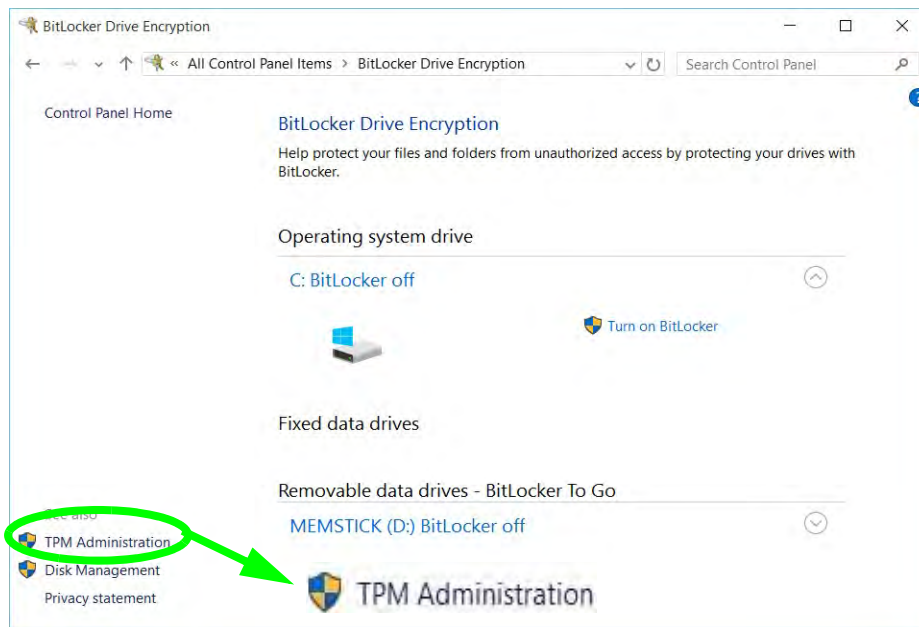 BitLocker Drive Encryption
« All Control Panel Items > BitLocker Drive Encryption
Search Control Panel
Control Panel Home
BitLocker Drive Encryption
Help protect your files and folders from unauthorized access by protecting your drives with
BitLocker.
Operating system drive
C: BitLocker off
Turn on BitLocker
Fixed data drives
Removable data drives - BitLocker To Go
MEMSTICK (D:) BitLocker off
See also
TPM Administration
Disk Management
Privacy statement
TPM Administration